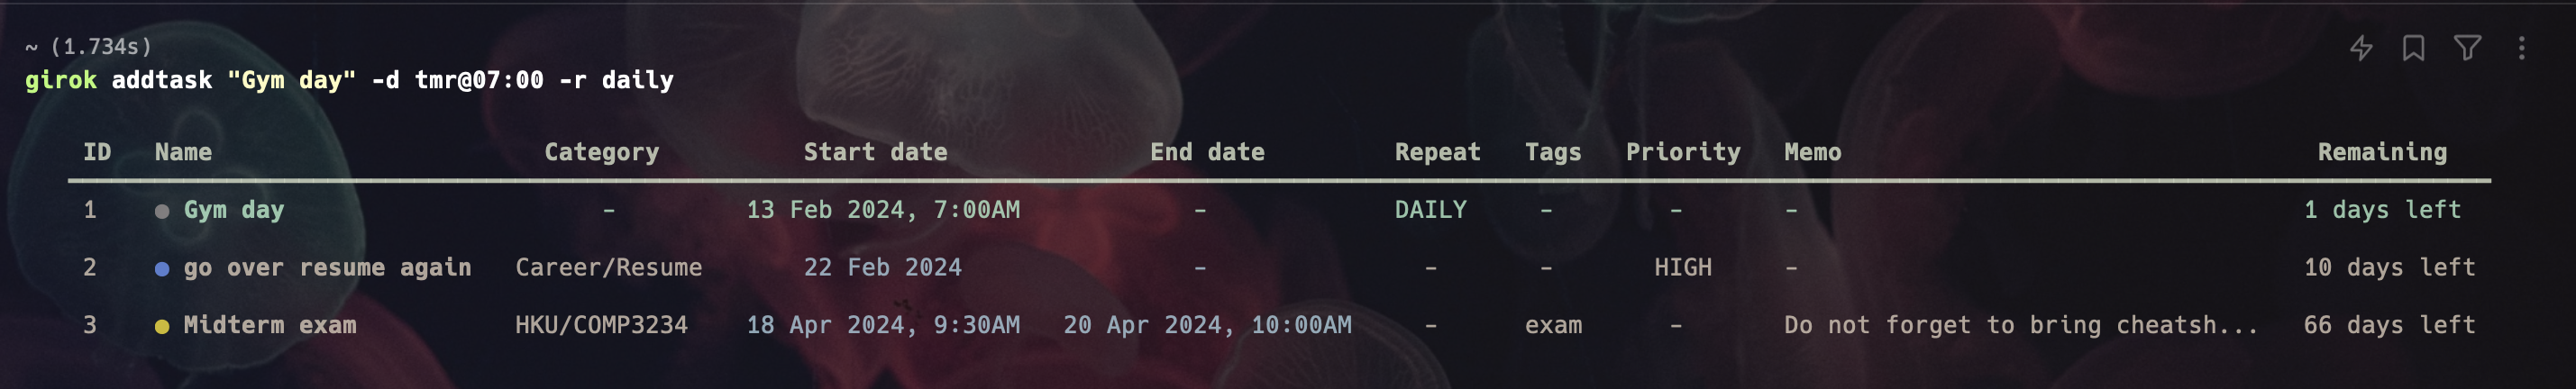 ~ (1.734s)
girok addtask "Gym day" -d tmr@07:00 -r daily
ID Name Category Start date End date Repeat Tags Priority Memo Remaining
1 ● Gym day - 13 Feb 2024, 7:00AM - DAILY - - - 1 days left
2 ● go over resume again Career/Resume 22 Feb 2024 - - - HIGH - 10 days left
3 ● Midterm exam HKU/COMP3234 18 Apr 2024, 9:30AM 20 Apr 2024, 10:00AM - exam - Do not forget to bring cheatsh... 66 days left